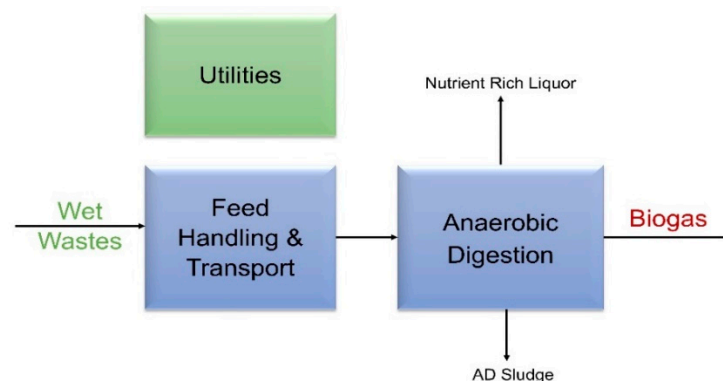 Utilities
Nutrient Rich Liquor
Wet
Wastes
Feed
Handling &
Transport
Anaerobic
Digestion
Biogas
AD Sludge